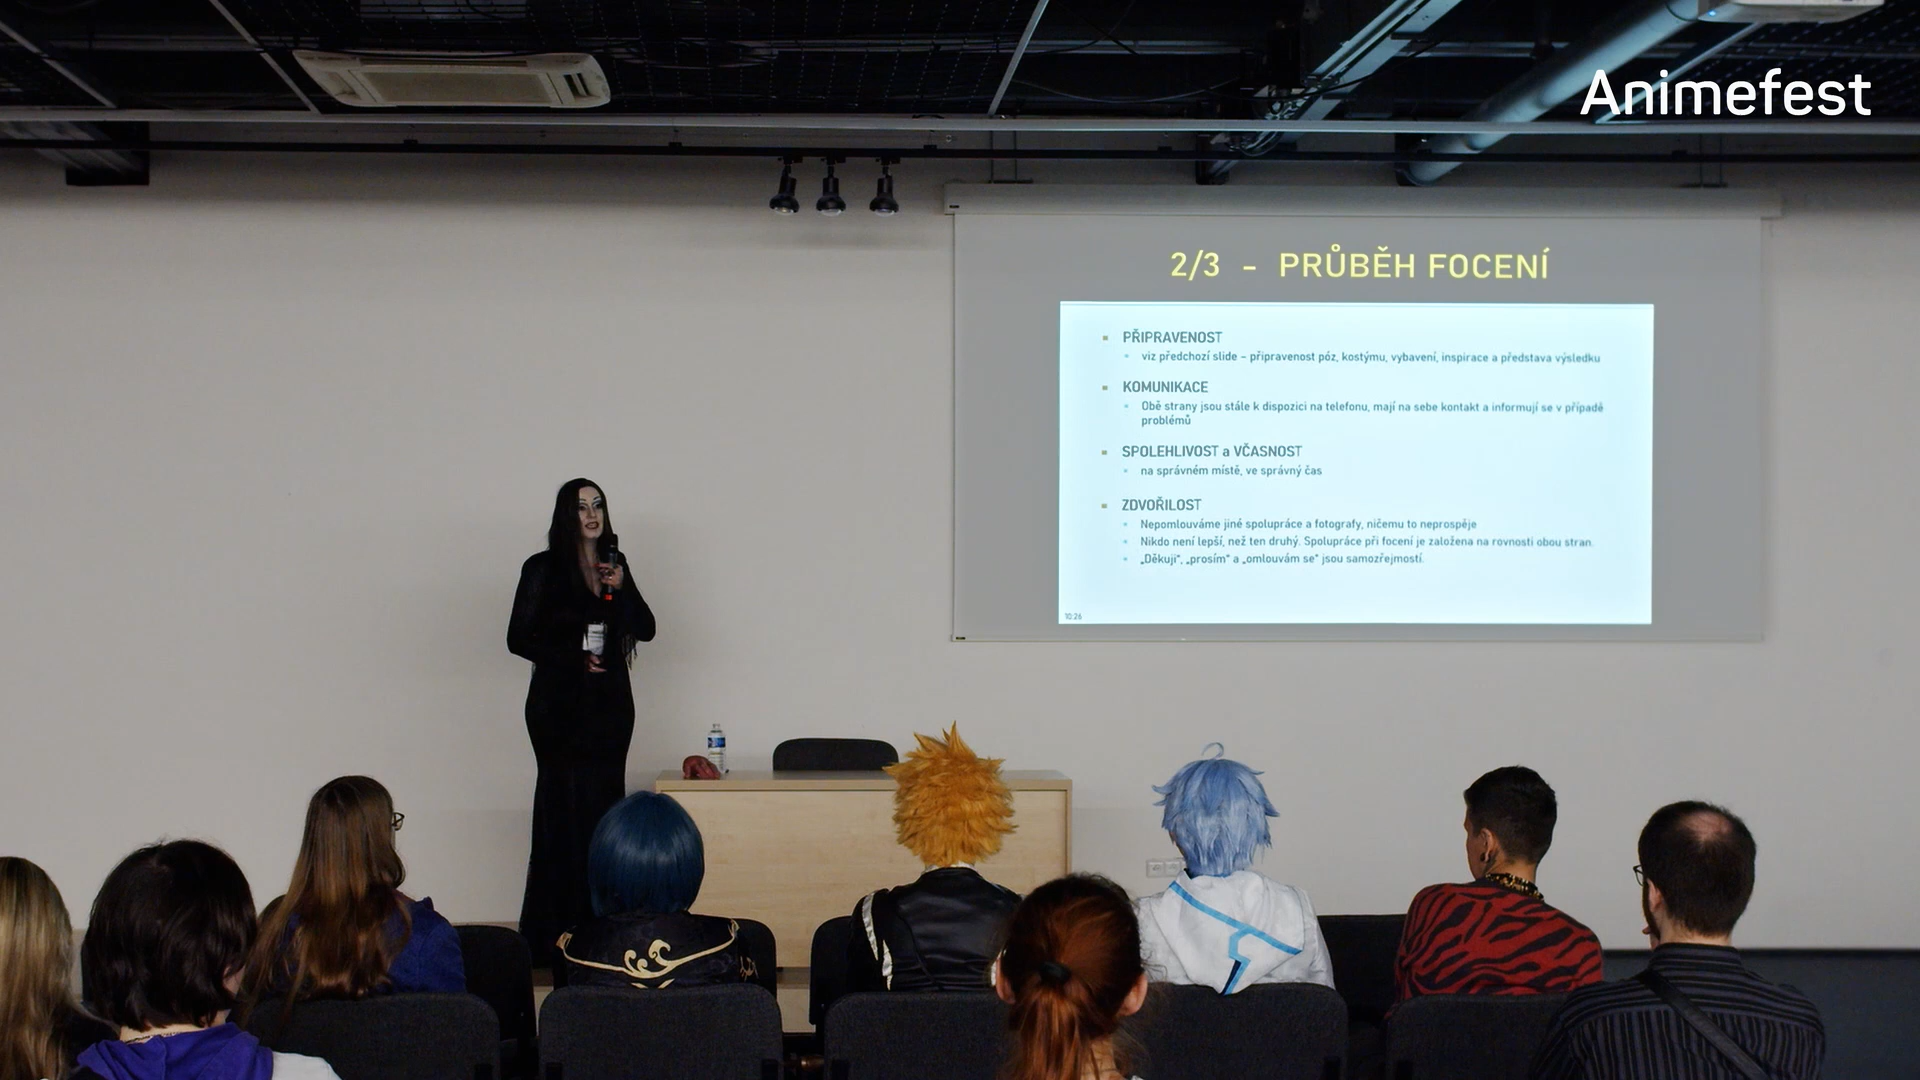 Animefest
2/3 - PRŮBĚH FOCENÍ
PŘIPRAVENOST
viz předchozí slide – připravenost póz, kostýmu, vybavení, inspirace a představa výsledku
KOMUNIKACE
Obě strany jsou stále k dispozici na telefonu, mají na sebe kontakt a informují se v případě
problémů
SPOLEHLIVOST a VČASNOST
na správném místě, ve správný čas
ZDVOŘILOST
Nepomlouváme jiné spolupráce a fotografy, ničemu to neprospěje
Nikdo není lepší, než ten druhý. Spolupráce při focení je založena na rovnosti obou stran.
„Děkuji“, „prosím“ a „omlouvám se“ jsou samozřejmostí.
10:26